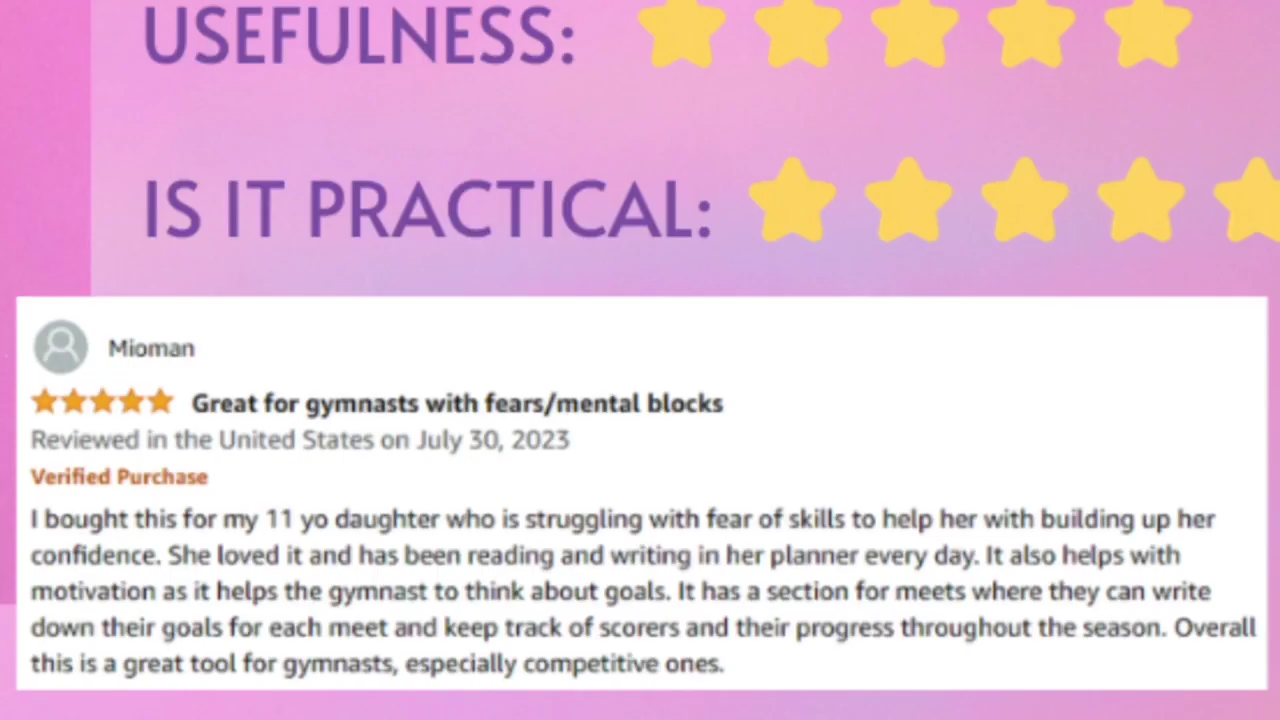 USEFULNESS:
IS IT PRACTICAL:
Mioman
Great for gymnasts with fears/mental blocks
Reviewed in the United States on July 30, 2023
Verified Purchase
I bought this for my 11 yo daughter who is struggling with fear of skills to help her with building up her
confidence. She loved it and has been reading and writing in her planner every day. It also helps with
motivation as it helps the gymnast to think about goals. It has a section for meets where they can write
down their goals for each meet and keep track of scorers and their progress throughout the season. Overall
this is a great tool for gymnasts, especially competitive ones.